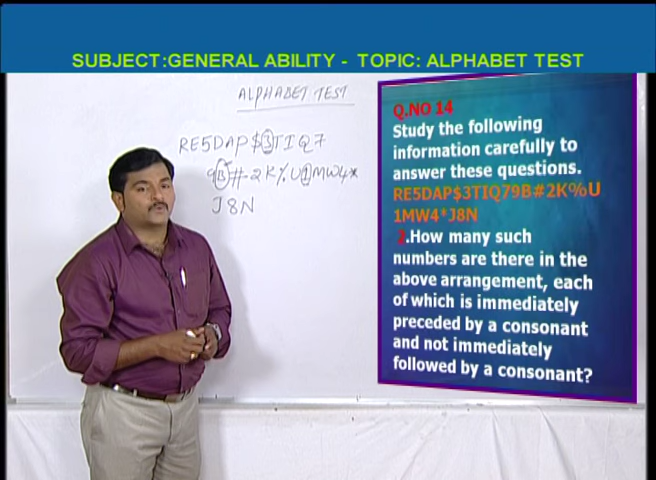 SUBJECT:GENERAL ABILITY - TOPIC: ALPHABET TEST
ALPHABET TEST
RE5DAP$3TIQ7
9B#2K%U1MW4*
J8N
Q.NO 14
Study the following
information carefully to
answer these questions.
RE5DAP$3TIQ79B#2K%U
1MW4*J8N
2.How many such
numbers are there in the
above arrangement, each
of which is immediately
preceded by a consonant
and not immediately
followed by a consonant?